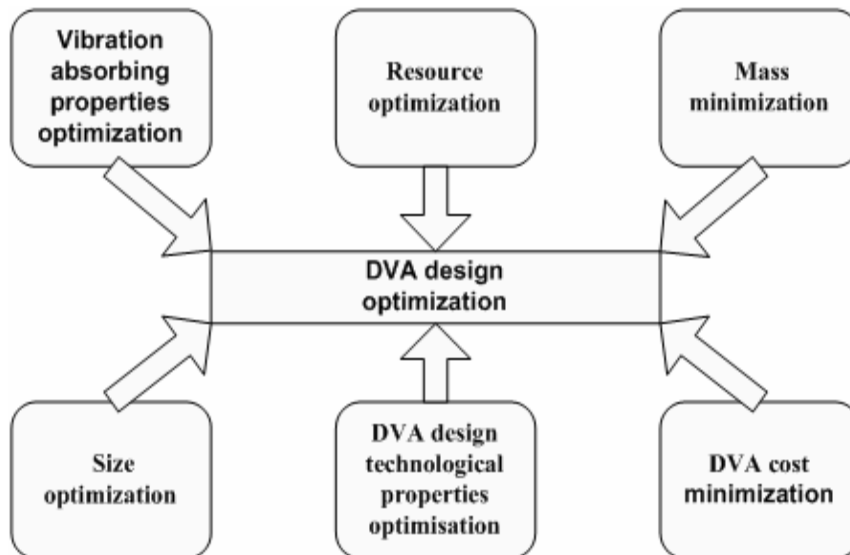 Vibration
absorbing
properties
optimization
Resource
optimization
Mass
minimization
DVA design
optimization
Size
optimization
DVA design
technological
properties
optimisation
DVA cost
minimization